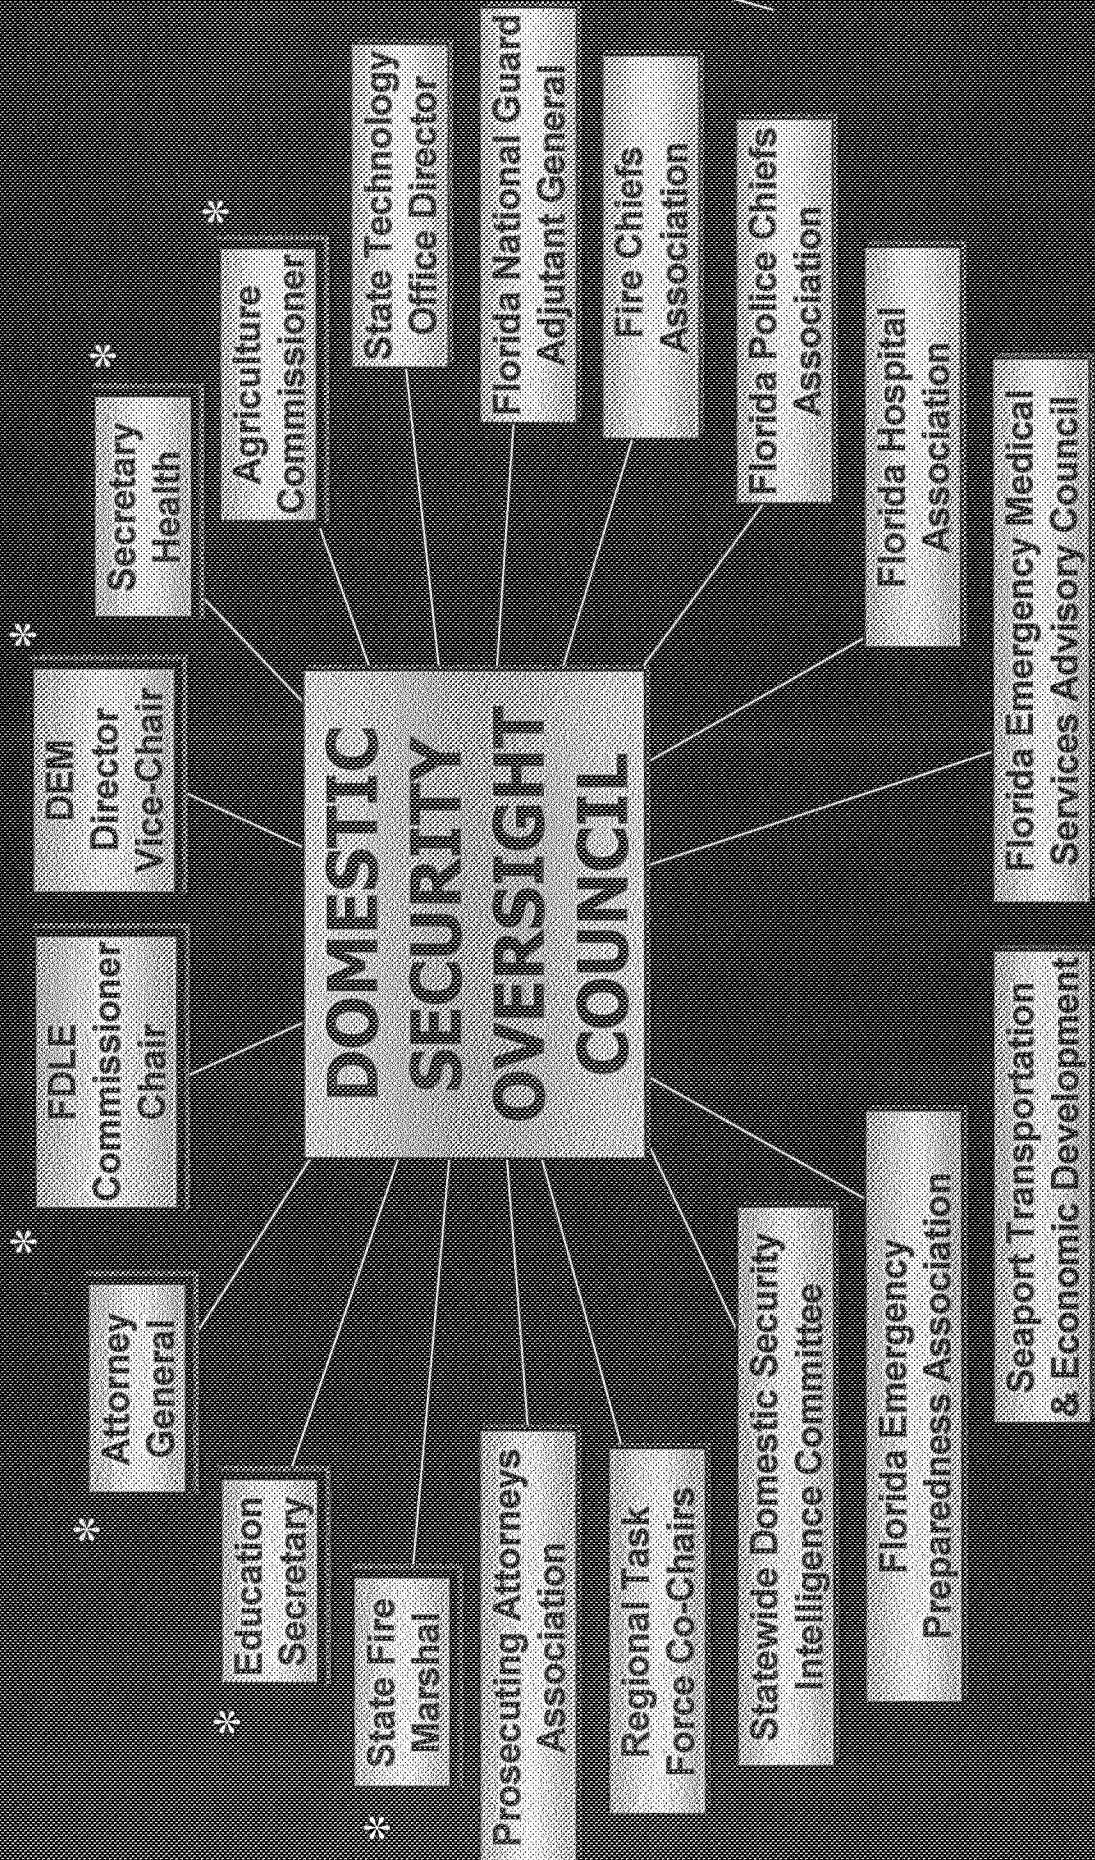 *
FDLE
Commissioner
Chair
DEM
Director
Vice-Chair
*
*
Attorney
General
Secretary
Health
*
*
Education
Secretary
Agriculture
Commissioner
*
*
State Fire
Marshal
State Technology
Office Director
Prosecuting Attorneys
Association
Florida National Guard
Adjutant General
Regional Task
Force Co-Chairs
Fire Chiefs
Association
DOMESTIC
SECURITY
OVERSIGHT
COUNCIL
Statewide Domestic Security
Intelligence Committee
Florida Police Chiefs
Association
Florida Emergency
Preparedness Association
Florida Hospital
Association
Seaport Transportation
& Economic Development
Florida Emergency Medical
Services Advisory Council